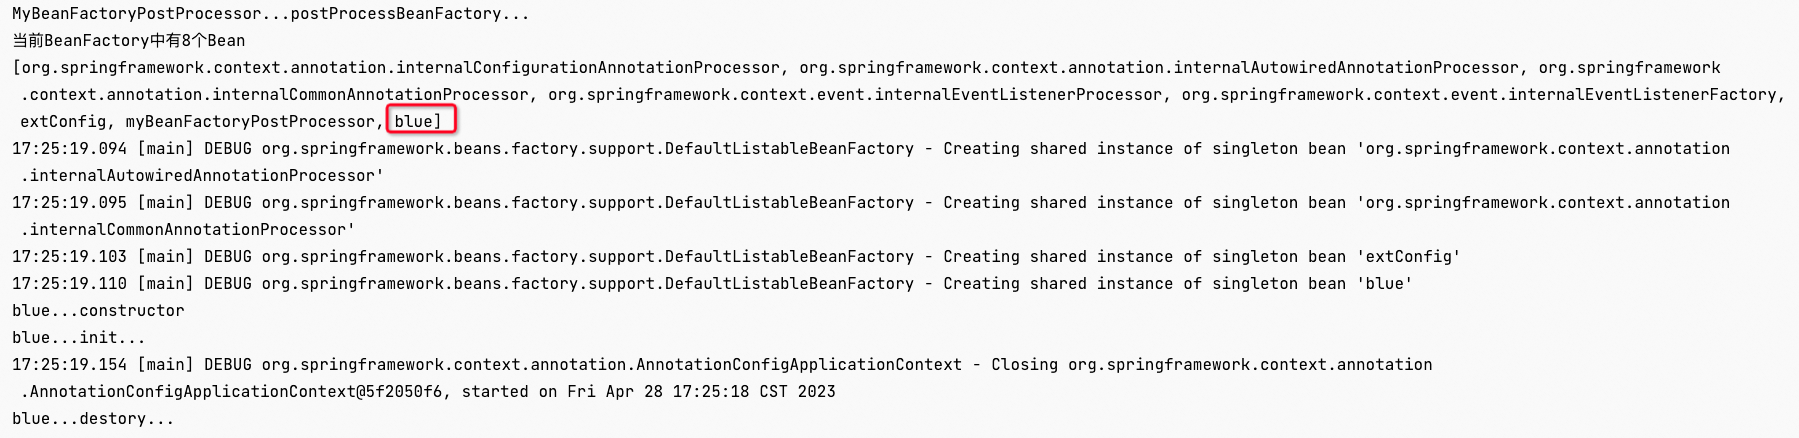 MyBeanFactoryPostProcessor...postProcessBeanFactory...
当前BeanFactory中有8个Bean
[org.springframework.context.annotation.internalConfigurationAnnotationProcessor, org.springframework.context.annotation.internalAutowiredAnnotationProcessor, org.springframework
.context.annotation.internalCommonAnnotationProcessor, org.springframework.context.event.internalEventListenerProcessor, org.springframework.context.event.internalEventListenerFactory,
extConfig, myBeanFactoryPostProcessor, blue]
17:25:19.094 [main] DEBUG org.springframework.beans.factory.support.DefaultListableBeanFactory - Creating shared instance of singleton bean 'org.springframework.context.annotation
.internalAutowiredAnnotationProcessor'
17:25:19.095 [main] DEBUG org.springframework.beans.factory.support.DefaultListableBeanFactory - Creating shared instance of singleton bean 'org.springframework.context.annotation
.internalCommonAnnotationProcessor'
17:25:19.103 [main] DEBUG org.springframework.beans.factory.support.DefaultListableBeanFactory - Creating shared instance of singleton bean 'extConfig'
17:25:19.110 [main] DEBUG org.springframework.beans.factory.support.DefaultListableBeanFactory - Creating shared instance of singleton bean 'blue'
blue...constructor
blue...init...
17:25:19.154 [main] DEBUG org.springframework.context.annotation.AnnotationConfigApplicationContext - Closing org.springframework.context.annotation
.AnnotationConfigApplicationContext@5f2050f6, started on Fri Apr 28 17:25:18 CST 2023
blue...destory...